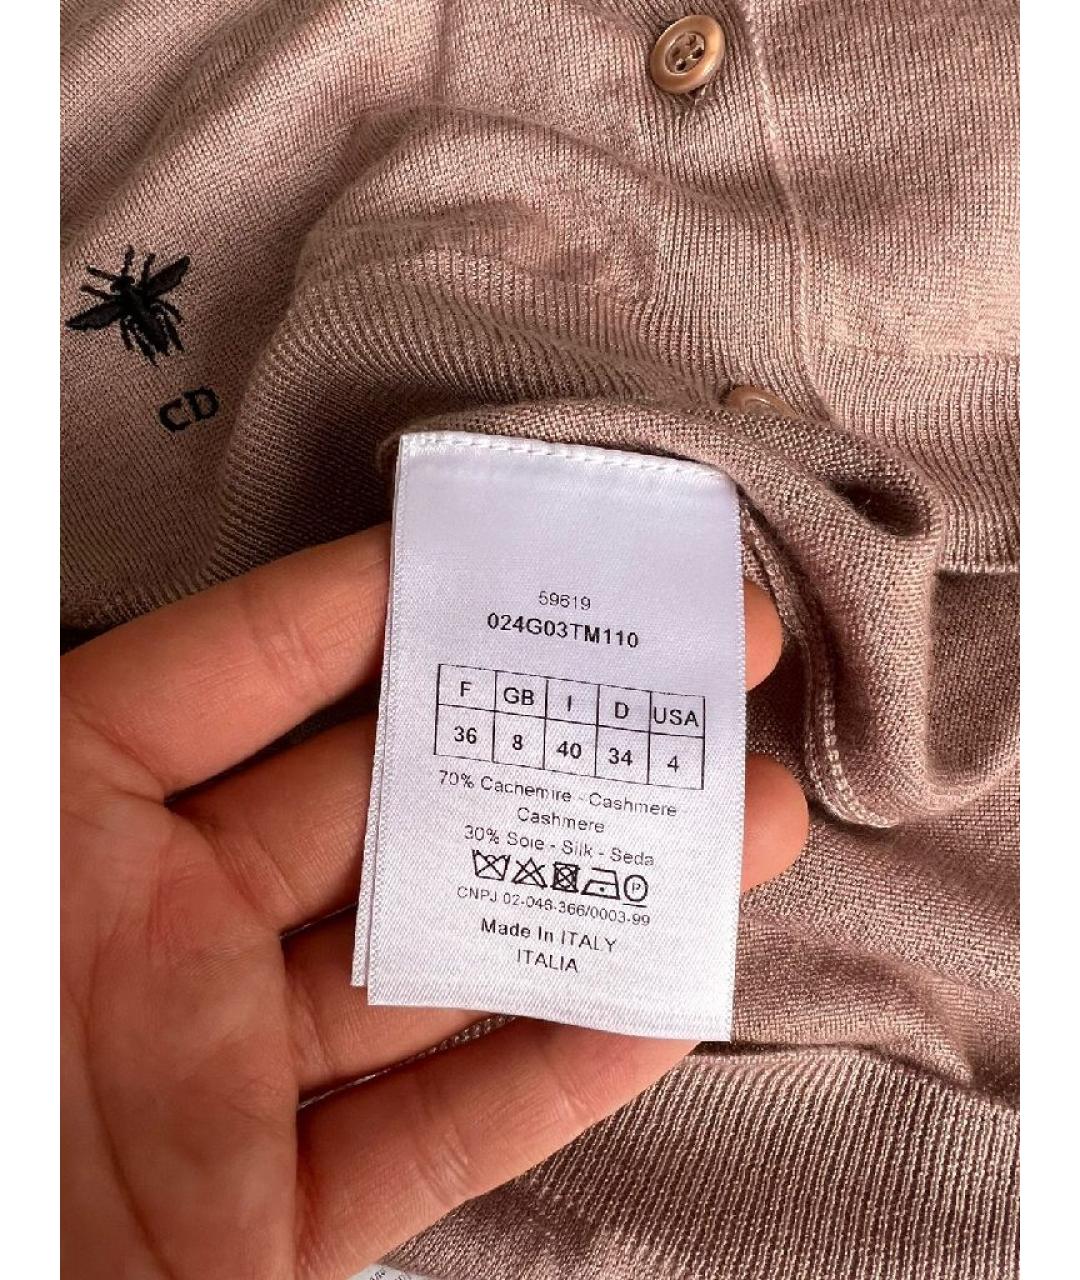 CD
59619
024G03TM110
F GB I D USA
36 8 40 34 4
70% Cachemire - Cashmere
Cashmere
30% Soie - Silk - Seda
P
CNPJ 02-046-366/0003-99
Made In ITALY
ITALIA